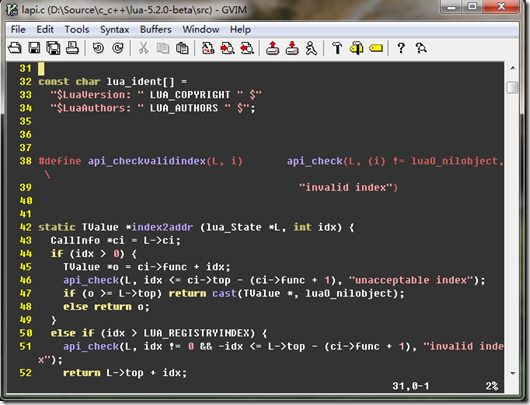 lapi.c (D:\Source\c_c++\lua-5.2.0-beta\src) - GVIM
File Edit Tools Syntax Buffers Window Help
31
32 const char lua_ident[] =
33 "$LuaVersion: " LUA_COPYRIGHT " $"
34 "$LuaAuthors: " LUA_AUTHORS " $";
35
36
37
38 #define api_checkvalidindex(L, i) api_check(L, (i) != luaO_nilobject,
\
39 "invalid index")
40
41
42 static TValue *index2addr (lua_State *L, int idx) {
43 CallInfo *ci = L->ci;
44 if (idx > 0) {
45 TValue *o = ci->func + idx;
46 api_check(L, idx <= ci->top - (ci->func + 1), "unacceptable index");
47 if (o >= L->top) return cast(TValue *, luaO_nilobject);
48 else return o;
49 }
50 else if (idx > LUA_REGISTRYINDEX) {
51 api_check(L, idx != 0 && -idx <= L->top - (ci->func + 1), "invalid inde
x");
52 return L->top + idx;
31,0-1 2%